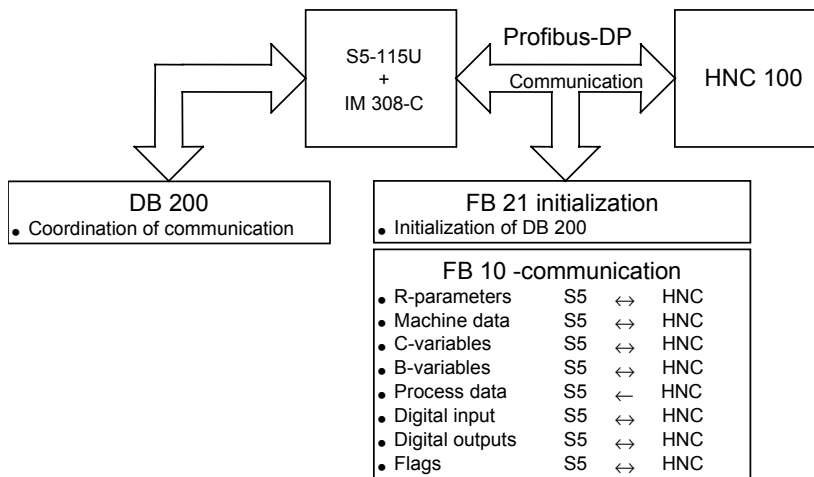 S5-115U
+
IM 308-C
Profibus-DP
Communication
HNC 100
DB 200
• Coordination of communication
FB 21 initialization
• Initialization of DB 200
FB 10 -communication
• R-parameters S5 ↔ HNC
• Machine data S5 ↔ HNC
• C-variables S5 ↔ HNC
• B-variables S5 ↔ HNC
• Process data S5 ← HNC
• Digital input S5 ↔ HNC
• Digital outputs S5 ↔ HNC
• Flags S5 ↔ HNC